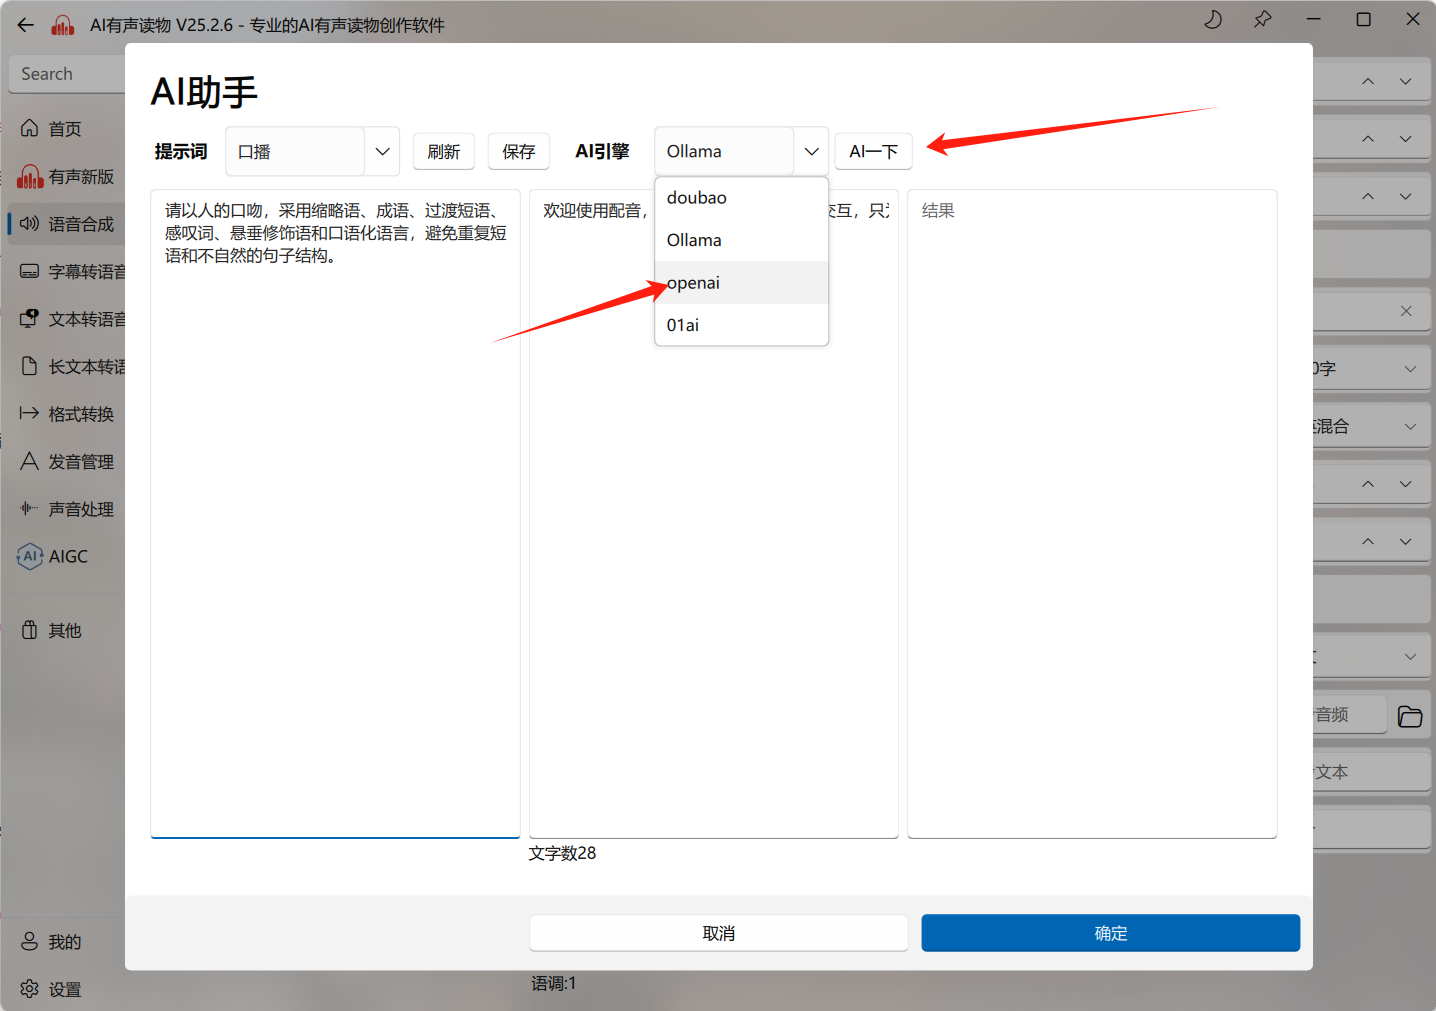 AI有声读物 V25.2.6 - 专业的AI有声读物创作软件
Search
首页
有声新版
语音合成
字幕转语音
文本转语音
长文本转语
格式转换
发音管理
声音处理
AI AIGC
其他
我的
设置
AI助手
提示词
口播
刷新
保存
AI引擎
Ollama
AI一下
doubao
Ollama
openai
01ai
请以人的口吻，采用缩略语、成语、过渡短语、
感叹词、悬垂修饰语和口语化语言，避免重复短
语和不自然的句子结构。
欢迎使用配音，
交互，只
结果
文字数28
取消
确定
语调:1
0字
混合
音频
文本